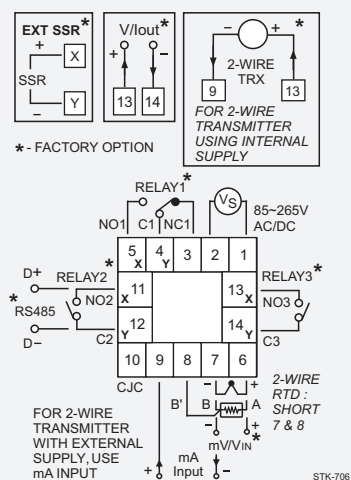 EXT SSR*
+
X
SSR
Y
−
V/Iout*
+
−
13
14
*
−
+
2-WIRE
TRX
9
13
FOR 2-WIRE
TRANSMITTER
USING INTERNAL
SUPPLY
* - FACTORY OPTION
RELAY1*
NO1
C1
NC1
VS
85~265V
AC/DC
5
X
4
Y
3
2
1
D+
*
RELAY2
NO2
11
X
* RS485
12
Y
C2
D−
13
X
RELAY3*
NO3
14
Y
C3
10
9
8
7
6
CJC
− +
B'
B
A
2-WIRE
RTD :
SHORT
7 & 8
− +
mV/VIN*
FOR 2-WIRE
TRANSMITTER
WITH EXTERNAL
SUPPLY, USE
mA INPUT
mA
Input
+
−
STK-706